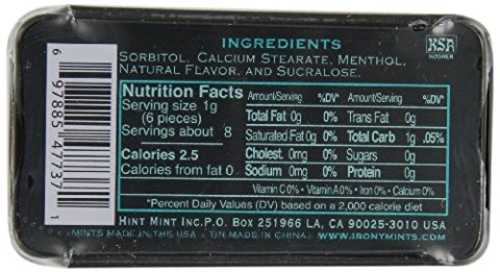 INGREDIENTS
SORBITOL, CALCIUM STEARATE, MENTHOL,
NATURAL FLAVOR, AND SUCRALOSE.
KSA
KOSHER
Nutrition Facts
Serving size 1g
(6 pieces)
Servings about 8
Calories 2.5
Calories from fat 0
Amount/Serving %DV* Amount/Serving %DV*
Total Fat 0g 0% Trans Fat 0g
Saturated Fat 0g 0% Total Carb 1g .05%
Cholest. 0mg 0% Sugars 0g
Sodium 0mg 0% Protein 0g
Vitamin C 0% • Vitamin A 0% • Iron 0% • Calcium 0%
*Percent Daily Values (DV) based on a 2,000 calorie diet
HINT MINT INC. P.O. BOX 251966 LA, CA 90025-3010 USA
MINTS MADE IN THE USA • TIN MADE IN CHINA. WWW.IRONYMINTS.COM
6 97885 47737 1